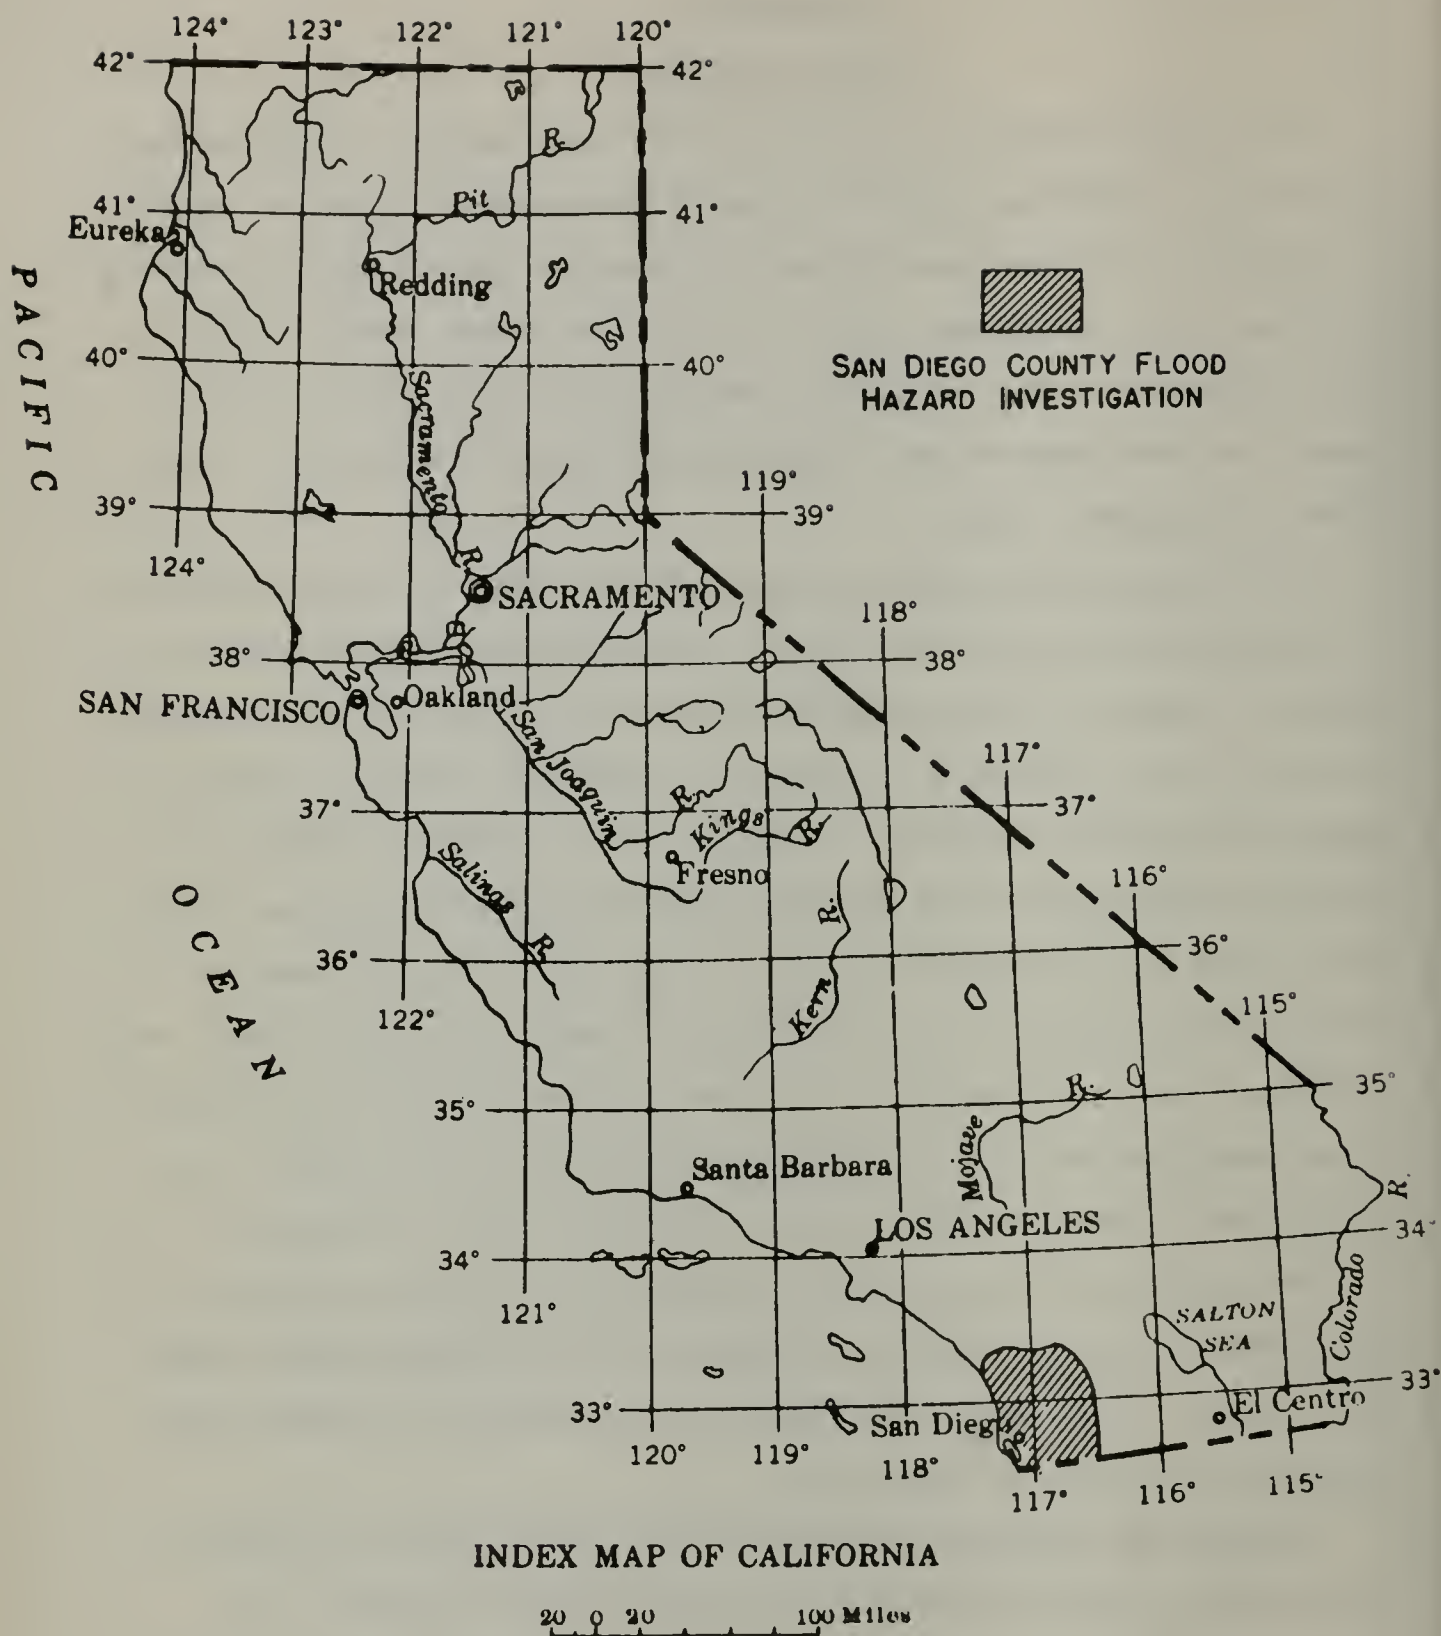 124° 123° 122° 121° 120°
42° 42°
R.
Pit
41° 41°
Eureka
Redding
PACIFIC
40° 40°
SAN DIEGO COUNTY FLOOD
HAZARD INVESTIGATION
Sacramento R.
119°
39° 39°
124°
SACRAMENTO
118°
38° 38°
SAN FRANCISCO Oakland
San Joaquin R.
117°
37° 37°
Kings R.
Salinas R.
Fresno
116°
OCEAN
36° 36°
Kern R.
122°
115°
35° 35°
Mojave R.
Santa Barbara
Colorado R.
LOS ANGELES
34° 34°
121°
SALTON
SEA
33° 33°
San Diego
El Centro
120° 119° 118° 117° 116° 115°
INDEX MAP OF CALIFORNIA
20 0 20 100 Miles